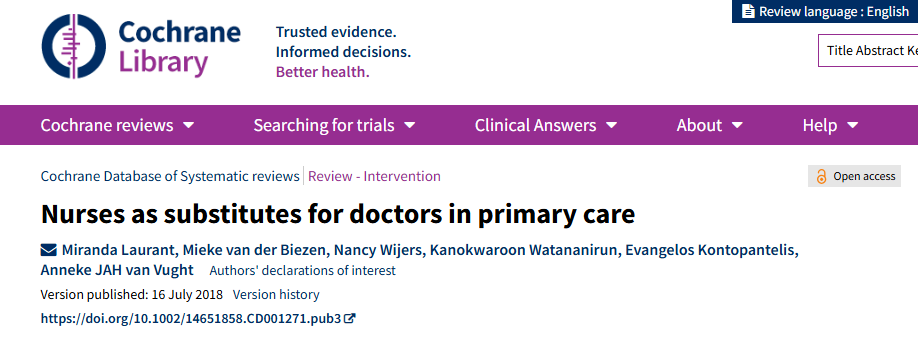 Review language : English
Cochrane
Library
Trusted evidence.
Informed decisions.
Better health.
Title Abstract Ke
Cochrane reviews
Searching for trials
Clinical Answers
About
Help
Cochrane Database of Systematic reviews Review - Intervention
Open access
Nurses as substitutes for doctors in primary care
Miranda Laurant, Mieke van der Biezen, Nancy Wijers, Kanokwaroon Watananirun, Evangelos Kontopantelis,
Anneke JAH van Vught Authors' declarations of interest
Version published: 16 July 2018 Version history
https://doi.org/10.1002/14651858.CD001271.pub3